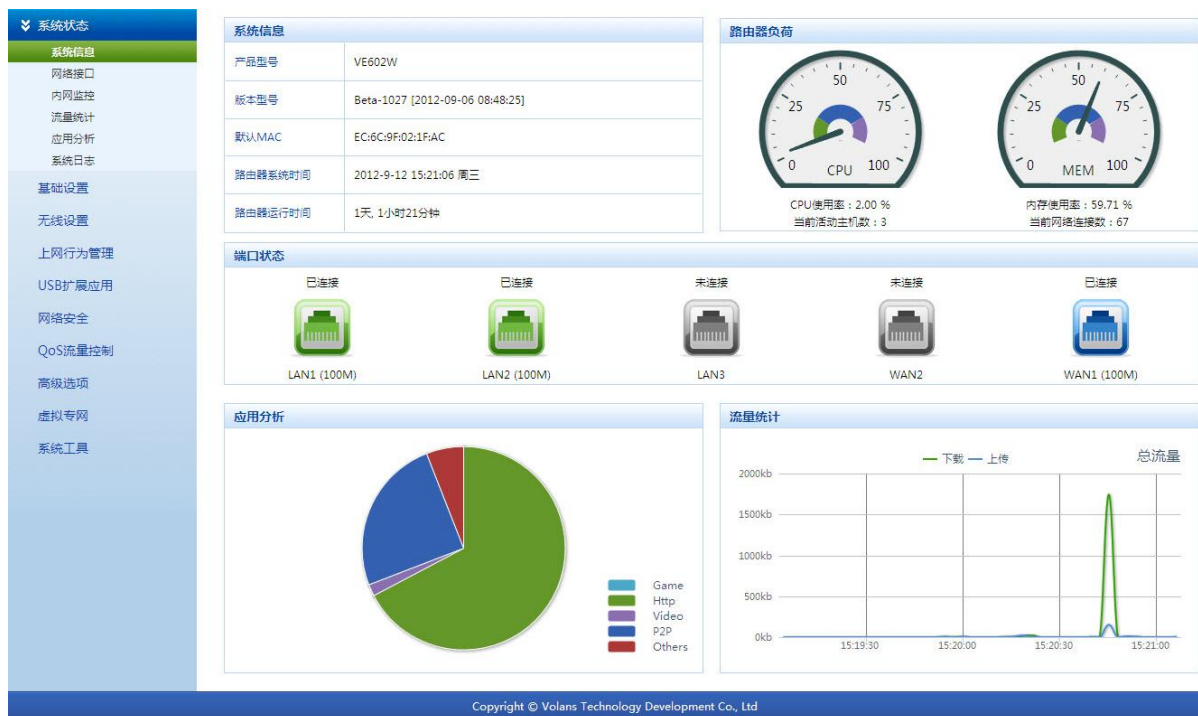 系统状态
系统信息
网络接口
内网监控
流量统计
应用分析
系统日志
基础设置
无线设置
上网行为管理
USB扩展应用
网络安全
QoS流量控制
高级选项
虚拟专网
系统工具
系统信息
产品型号 VE602W
版本型号 Beta-1027 [2012-09-06 08:48:25]
默认MAC EC:6C:9F:02:1F:AC
路由器系统时间 2012-9-12 15:21:06 周三
路由器运行时间 1天, 1小时21分钟
路由器负荷
50
25 75
0 100
CPU
CPU使用率：2.00 %
当前活动主机数：3
50
25 75
0 100
MEM
内存使用率：59.71 %
当前网络连接数：67
端口状态
已连接 已连接 未连接 未连接 已连接
LAN1 (100M) LAN2 (100M) LAN3 WAN2 WAN1 (100M)
应用分析
Game
Http
Video
P2P
Others
流量统计
下载 上传 总流量
2000kb
1500kb
1000kb
500kb
0kb
15:19:30 15:20:00 15:20:30 15:21:00
Copyright © Volans Technology Development Co., Ltd